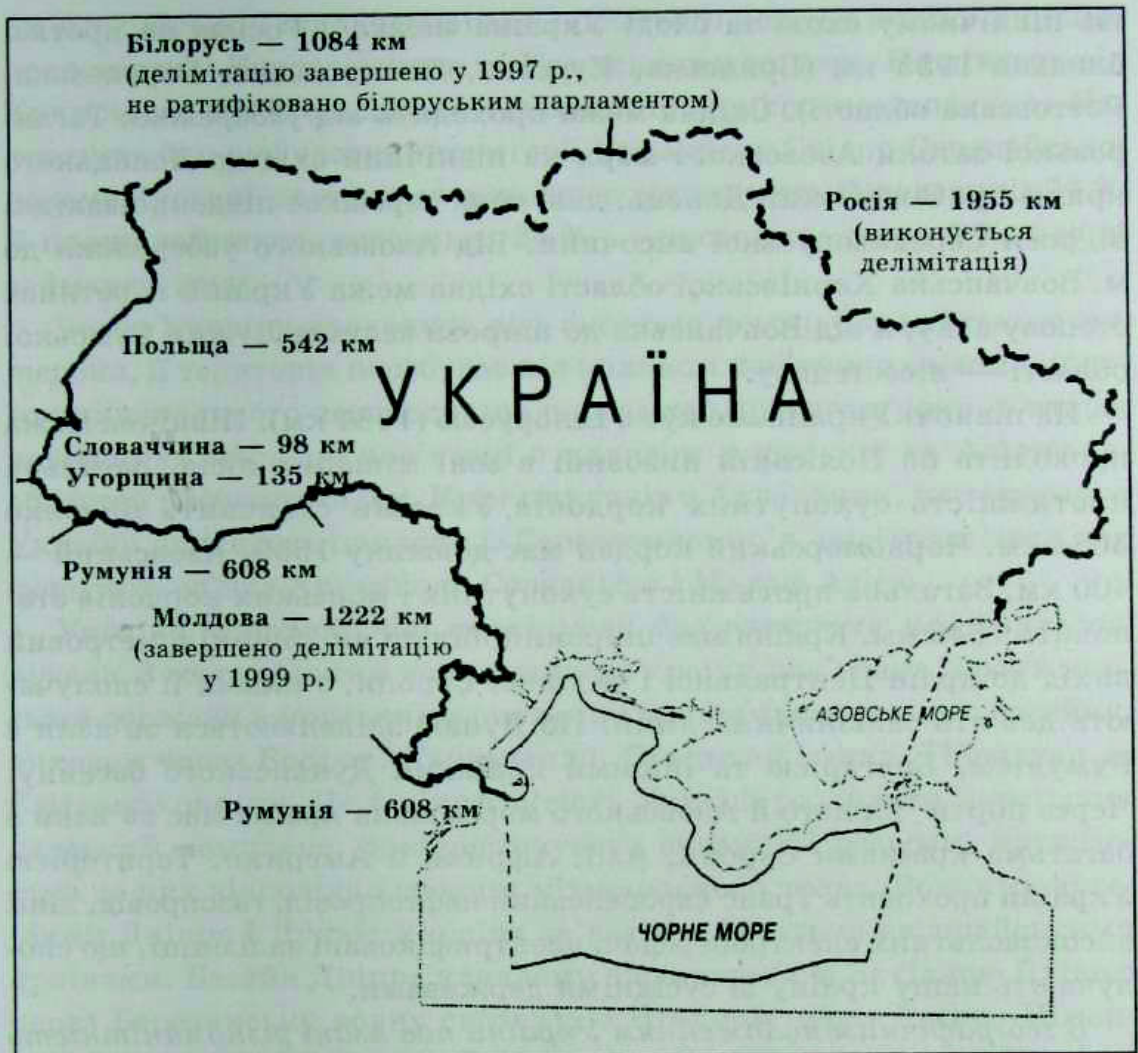 Білорусь — 1084 км
(делімітацію завершено у 1997 р.,
не ратифіковано білоруським парламентом)
Росія — 1955 км
(виконується
делімітація)
Польща — 542 км
УКРАЇНА
Словаччина — 98 км
Угорщина — 135 км
Румунія — 608 км
Молдова — 1222 км
(завершено делімітацію
у 1999 р.)
АЗОВСЬКЕ МОРЕ
Румунія — 608 км
ЧОРНЕ МОРЕ